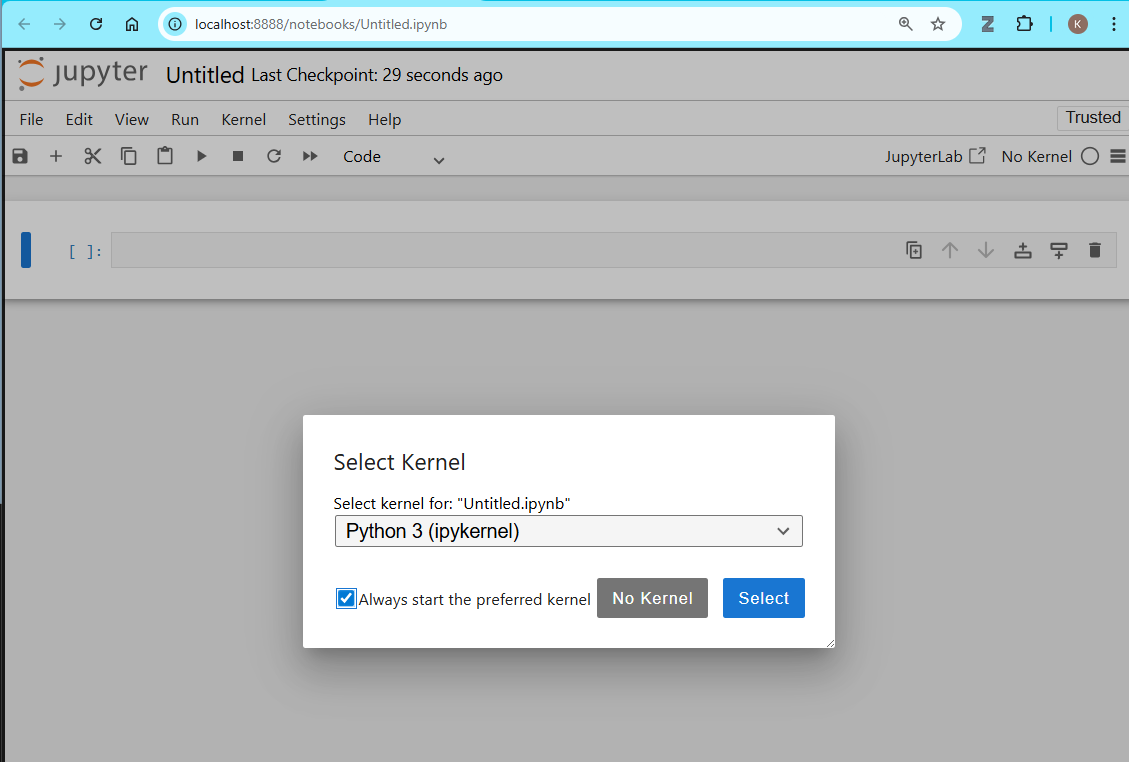 localhost:8888/notebooks/Untitled.ipynb
Z
K
jupyter Untitled Last Checkpoint: 29 seconds ago
File Edit View Run Kernel Settings Help Trusted
Code JupyterLab No Kernel
[ ]:
Select Kernel
Select kernel for: "Untitled.ipynb"
Python 3 (ipykernel)
Always start the preferred kernel No Kernel Select